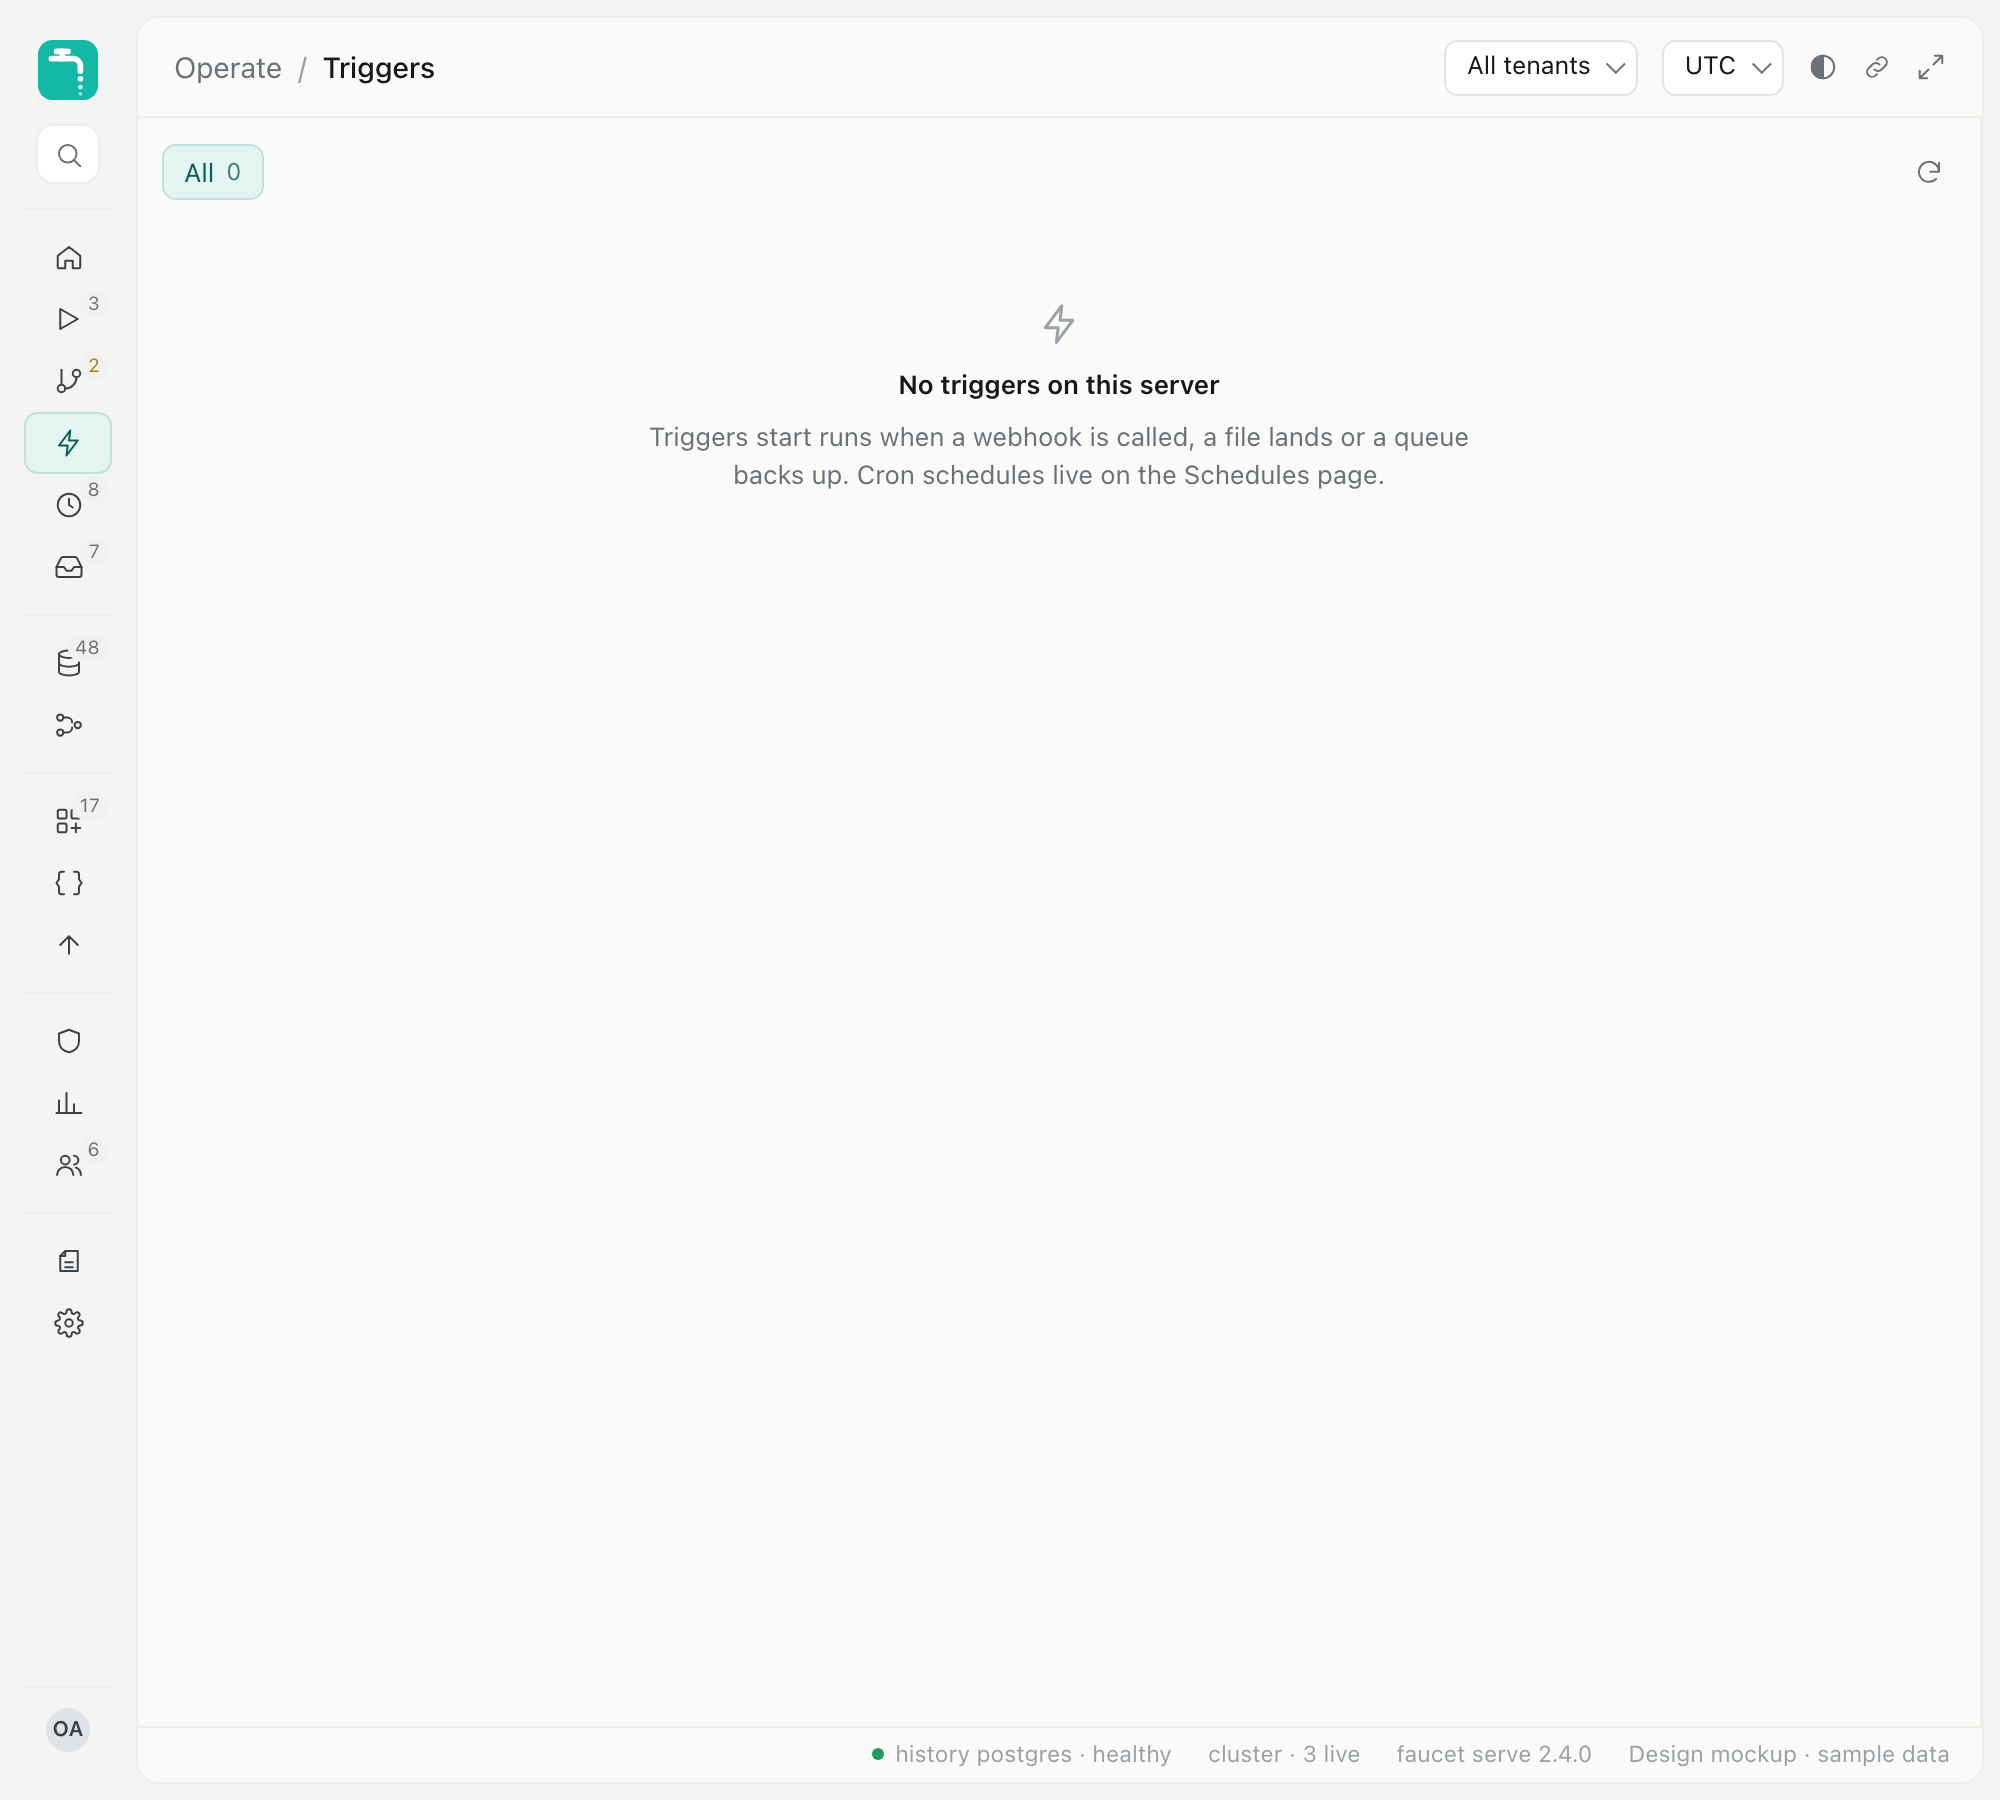 Operate / Triggers
All tenants
UTC
All 0
3
2
8
7
48
17
6
No triggers on this server
Triggers start runs when a webhook is called, a file lands or a queue
backs up. Cron schedules live on the Schedules page.
OA
history postgres · healthy
cluster · 3 live
faucet serve 2.4.0
Design mockup · sample data